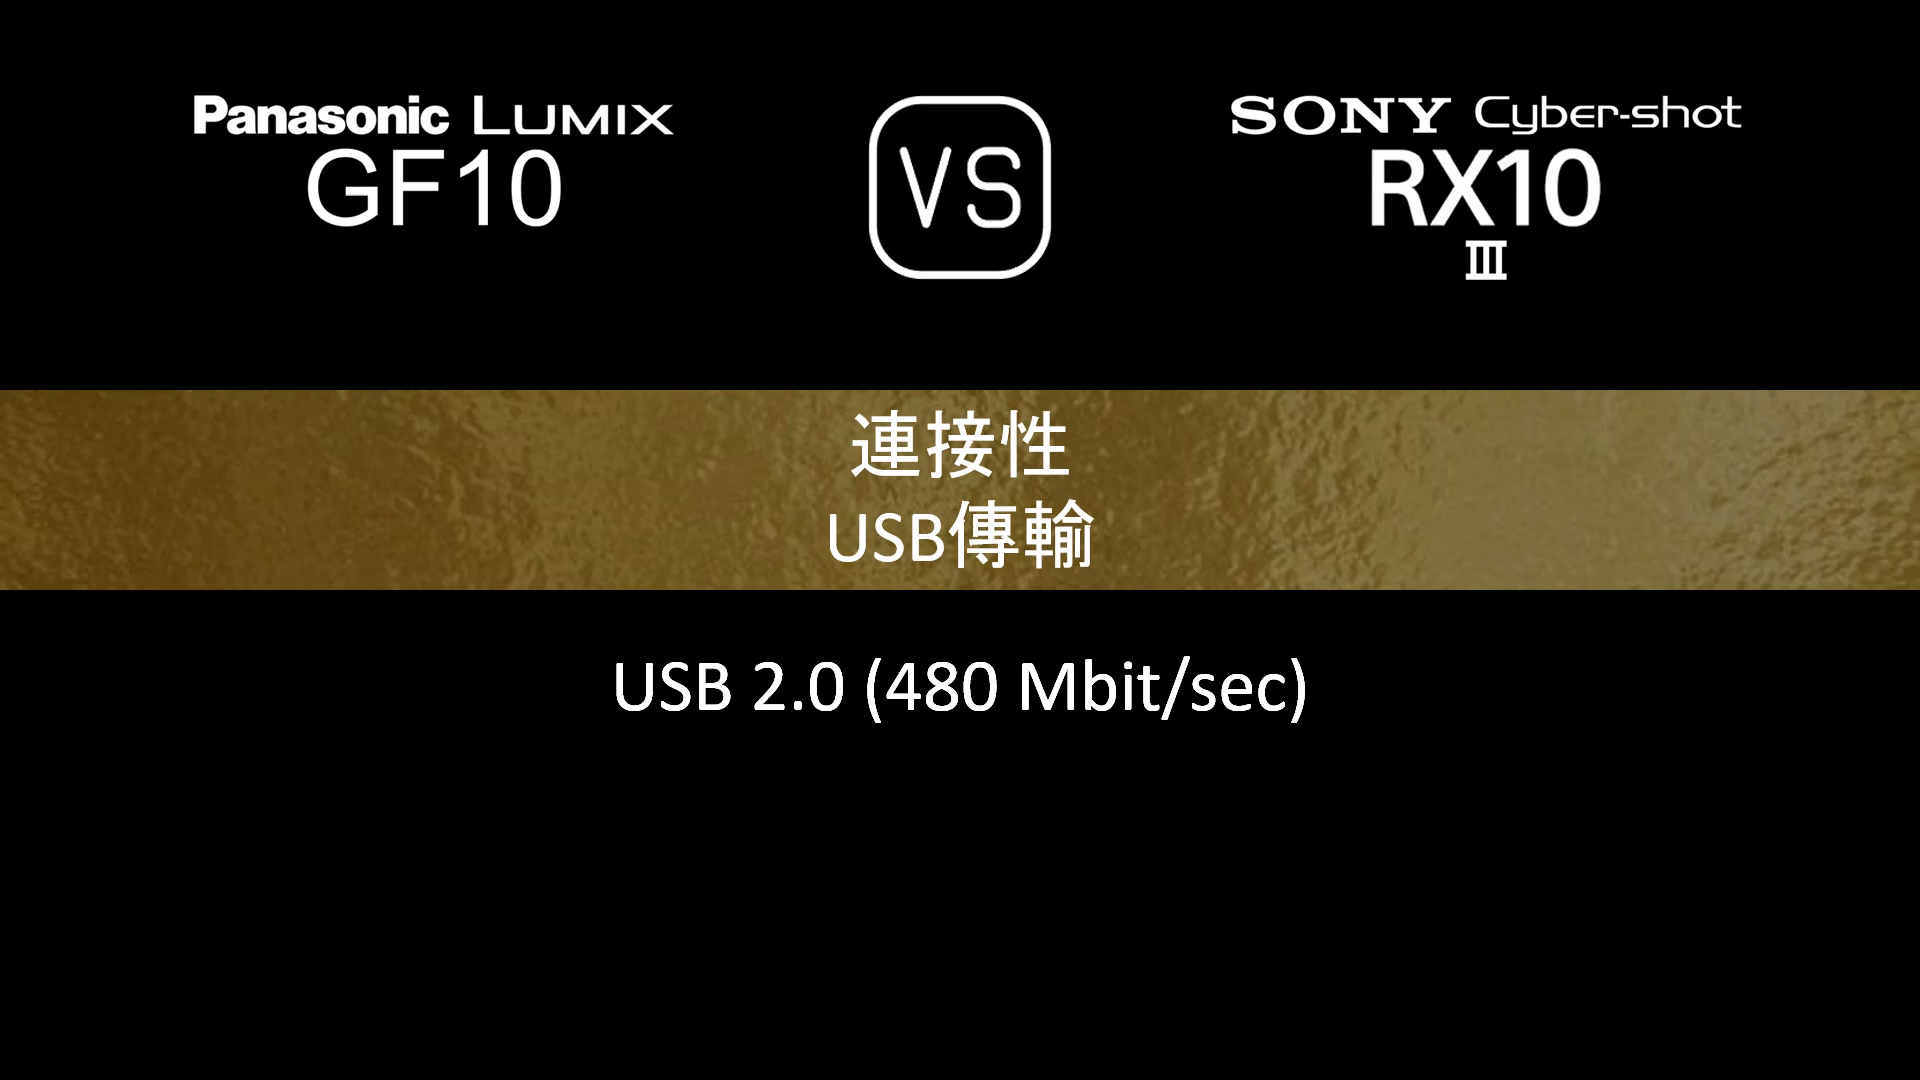 Panasonic LUMIX
GF10
VS
SONY Cyber-shot
RX10
III
連接性
USB傳輸
USB 2.0 (480 Mbit/sec)